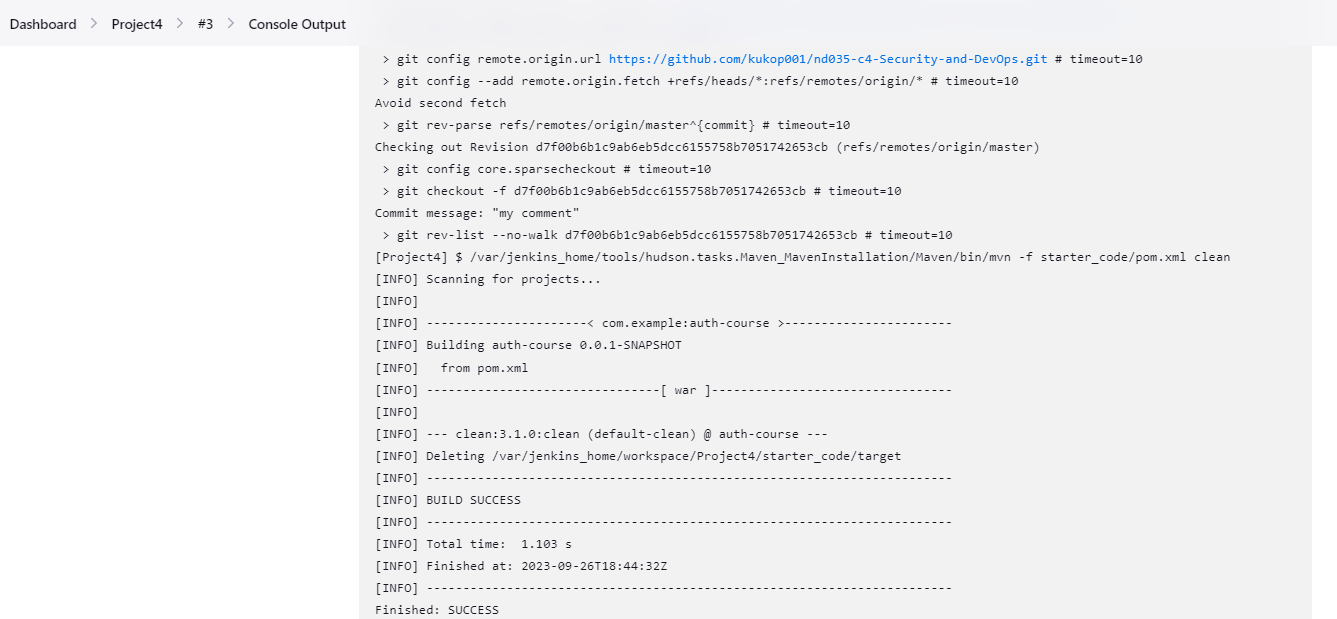 Dashboard > Project4 > #3 > Console Output
> git config remote.origin.url https://github.com/kukop001/nd035-c4-Security-and-DevOps.git # timeout=10
> git config --add remote.origin.fetch +refs/heads/*:refs/remotes/origin/* # timeout=10
Avoid second fetch
> git rev-parse refs/remotes/origin/master^{commit} # timeout=10
Checking out Revision d7f00b6b1c9ab6eb5dcc6155758b7051742653cb (refs/remotes/origin/master)
> git config core.sparsecheckout # timeout=10
> git checkout -f d7f00b6b1c9ab6eb5dcc6155758b7051742653cb # timeout=10
Commit message: "my comment"
> git rev-list --no-walk d7f00b6b1c9ab6eb5dcc6155758b7051742653cb # timeout=10
[Project4] $ /var/jenkins_home/tools/hudson.tasks.Maven_MavenInstallation/Maven/bin/mvn -f starter_code/pom.xml clean
[INFO] Scanning for projects...
[INFO]
[INFO] ----------------------< com.example:auth-course >-----------------------
[INFO] Building auth-course 0.0.1-SNAPSHOT
[INFO]   from pom.xml
[INFO] --------------------------------[ war ]---------------------------------
[INFO]
[INFO] --- clean:3.1.0:clean (default-clean) @ auth-course ---
[INFO] Deleting /var/jenkins_home/workspace/Project4/starter_code/target
[INFO] ------------------------------------------------------------------------
[INFO] BUILD SUCCESS
[INFO] ------------------------------------------------------------------------
[INFO] Total time:  1.103 s
[INFO] Finished at: 2023-09-26T18:44:32Z
[INFO] ------------------------------------------------------------------------
Finished: SUCCESS